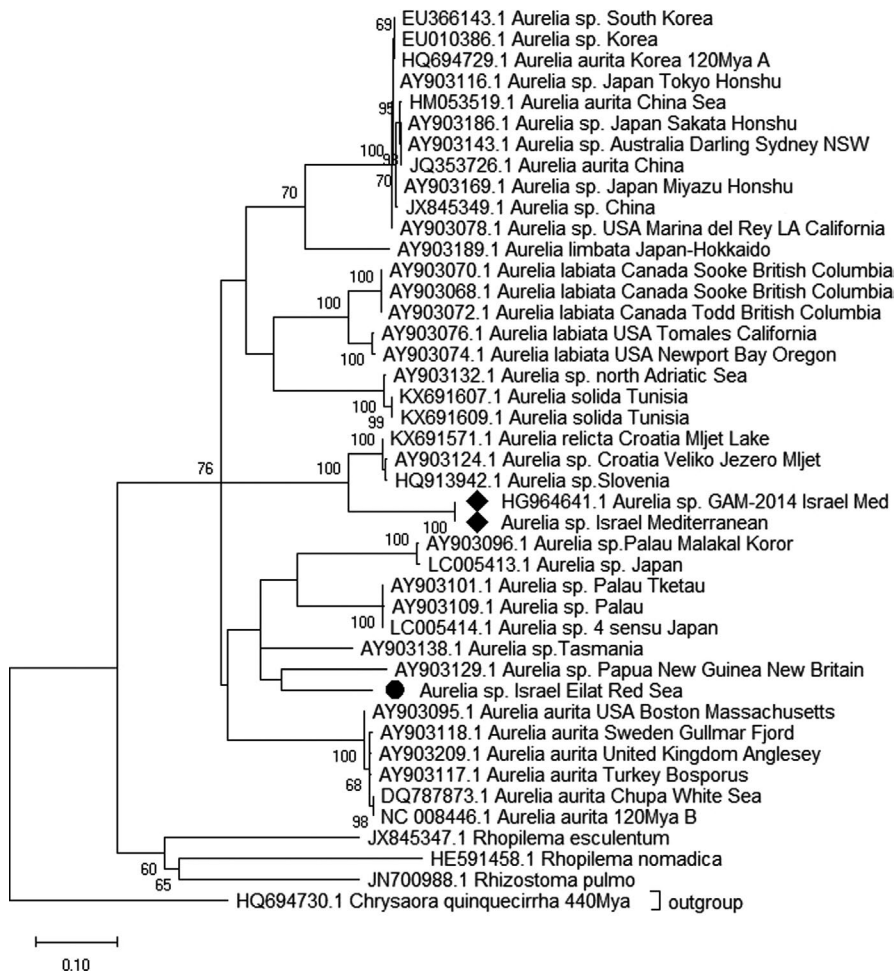 69
EU366143.1 Aurelia sp. South Korea
EU010386.1 Aurelia sp. Korea
HQ694729.1 Aurelia aurita Korea 120Mya A
AY903116.1 Aurelia sp. Japan Tokyo Honshu
95
HM053519.1 Aurelia aurita China Sea
AY903186.1 Aurelia sp. Japan Sakata Honshu
AY903143.1 Aurelia sp. Australia Darling Sydney NSW
100
JQ353726.1 Aurelia aurita China
70
AY903169.1 Aurelia sp. Japan Miyazu Honshu
70
JX845349.1 Aurelia sp. China
AY903078.1 Aurelia sp. USA Marina del Rey LA California
AY903189.1 Aurelia limbata Japan-Hokkaido
100
AY903070.1 Aurelia labiata Canada Sooke British Columbia
AY903068.1 Aurelia labiata Canada Sooke British Columbia
100
AY903072.1 Aurelia labiata Canada Todd British Columbia
AY903076.1 Aurelia labiata USA Tomales California
100
AY903074.1 Aurelia labiata USA Newport Bay Oregon
AY903132.1 Aurelia sp. north Adriatic Sea
KX691607.1 Aurelia solida Tunisia
100
KX691609.1 Aurelia solida Tunisia
99
100
KX691571.1 Aurelia relicta Croatia Mljet Lake
AY903124.1 Aurelia sp. Croatia Veliko Jezero Mljet
76
100
HQ913942.1 Aurelia sp.Slovenia
HG964641.1 Aurelia sp. GAM-2014 Israel Med
100
Aurelia sp. Israel Mediterranean
100
AY903096.1 Aurelia sp.Palau Malakal Koror
LC005413.1 Aurelia sp. Japan
AY903101.1 Aurelia sp. Palau Tketau
AY903109.1 Aurelia sp. Palau
100
LC005414.1 Aurelia sp. 4 sensu Japan
AY903138.1 Aurelia sp.Tasmania
AY903129.1 Aurelia sp. Papua New Guinea New Britain
Aurelia sp. Israel Eilat Red Sea
AY903095.1 Aurelia aurita USA Boston Massachusetts
AY903118.1 Aurelia aurita Sweden Gullmar Fjord
100
AY903209.1 Aurelia aurita United Kingdom Anglesey
AY903117.1 Aurelia aurita Turkey Bosporus
68
DQ787873.1 Aurelia aurita Chupa White Sea
98
NC 008446.1 Aurelia aurita 120Mya B
JX845347.1 Rhopilema esculentum
60
HE591458.1 Rhopilema nomadica
65
JN700988.1 Rhizostoma pulmo
HQ694730.1 Chrysaora quinquecirrha 440Mya
outgroup
0.10